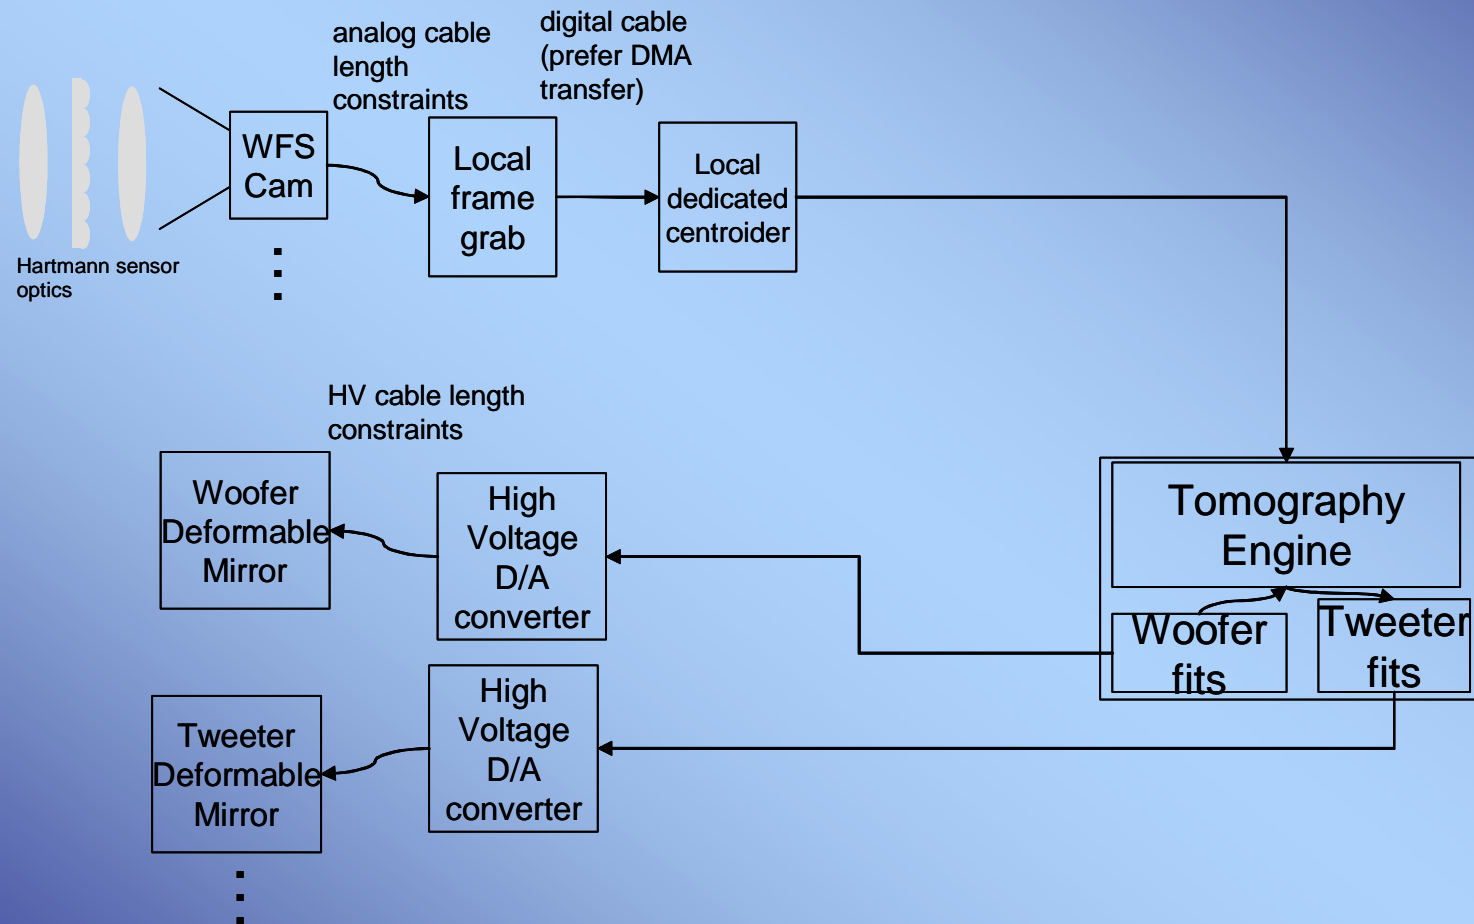 analog cable
length
constraints
digital cable
(prefer DMA
transfer)
WFS
Cam
Local
frame
grab
Local
dedicated
centroider
Hartmann sensor
optics
HV cable length
constraints
Woofer
Deformable
Mirror
High
Voltage
D/A
converter
Tomography
Engine
Woofer
fits
Tweeter
fits
Tweeter
Deformable
Mirror
High
Voltage
D/A
converter